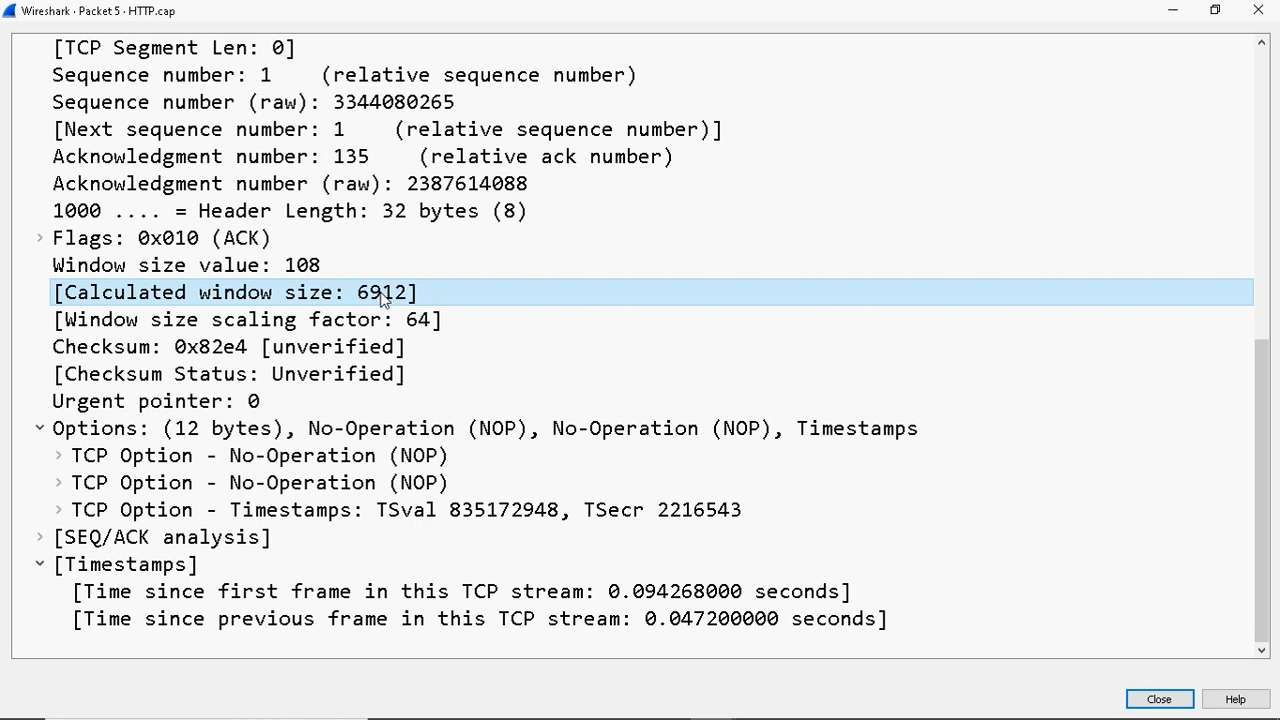 Wireshark · Packet 5 · HTTP.cap
[TCP Segment Len: 0]
Sequence number: 1    (relative sequence number)
Sequence number (raw): 3344080265
[Next sequence number: 1    (relative sequence number)]
Acknowledgment number: 135    (relative ack number)
Acknowledgment number (raw): 2387614088
1000 .... = Header Length: 32 bytes (8)
Flags: 0x010 (ACK)
Window size value: 108
[Calculated window size: 6912]
[Window size scaling factor: 64]
Checksum: 0x82e4 [unverified]
[Checksum Status: Unverified]
Urgent pointer: 0
Options: (12 bytes), No-Operation (NOP), No-Operation (NOP), Timestamps
TCP Option - No-Operation (NOP)
TCP Option - No-Operation (NOP)
TCP Option - Timestamps: TSval 835172948, TSecr 2216543
[SEQ/ACK analysis]
[Timestamps]
[Time since first frame in this TCP stream: 0.094268000 seconds]
[Time since previous frame in this TCP stream: 0.047200000 seconds]
Close
Help